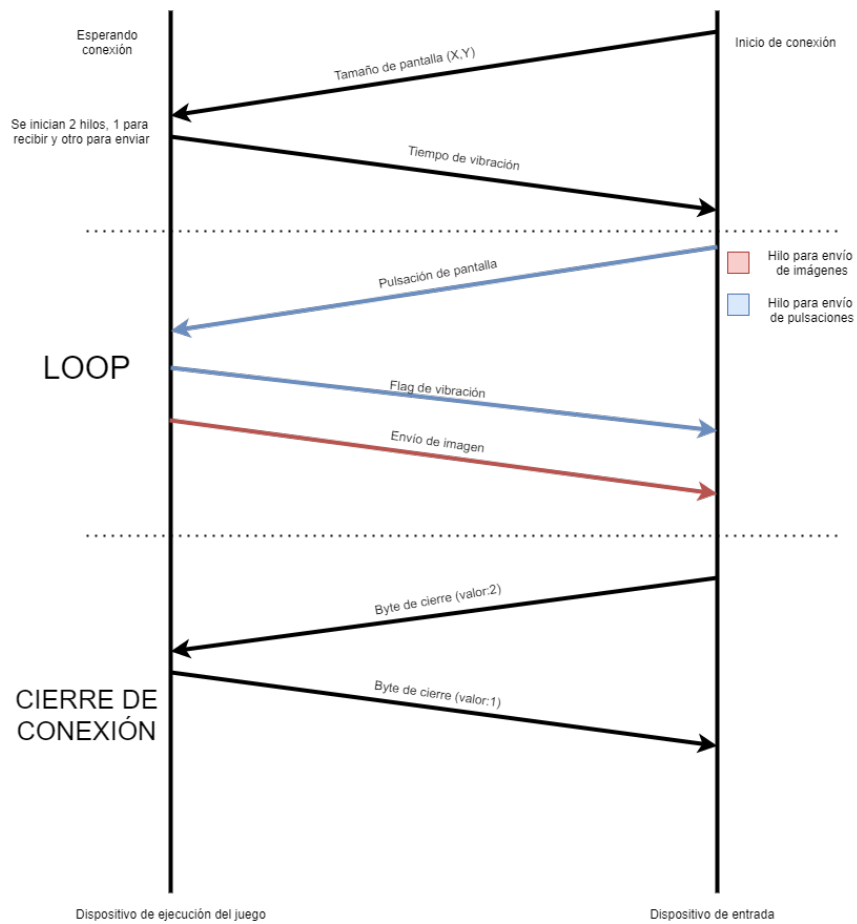 Esperando
conexión
Inicio de conexión
Tamaño de pantalla (X,Y)
Se inician 2 hilos, 1 para
recibir y otro para enviar
Tiempo de vibración
Hilo para envío
de imágenes
Pulsación de pantalla
Hilo para envío
de pulsaciones
LOOP
Flag de vibración
Envío de imagen
Byte de cierre (valor:2)
CIERRE DE
CONEXIÓN
Byte de cierre (valor:1)
Dispositivo de ejecución del juego
Dispositivo de entrada